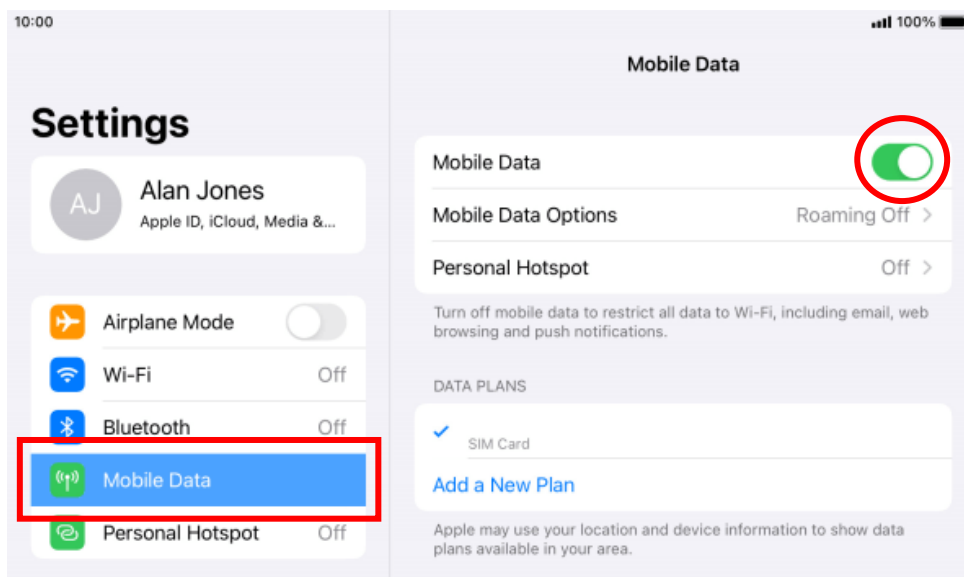 10:00
100%
Settings
AJ
Alan Jones
Apple ID, iCloud, Media &...
Airplane Mode
Wi-Fi Off
Bluetooth Off
Mobile Data
Personal Hotspot Off
Mobile Data
Mobile Data
Mobile Data Options Roaming Off
Personal Hotspot Off
Turn off mobile data to restrict all data to Wi-Fi, including email, web
browsing and push notifications.
DATA PLANS
SIM Card
Add a New Plan
Apple may use your location and device information to show data
plans available in your area.